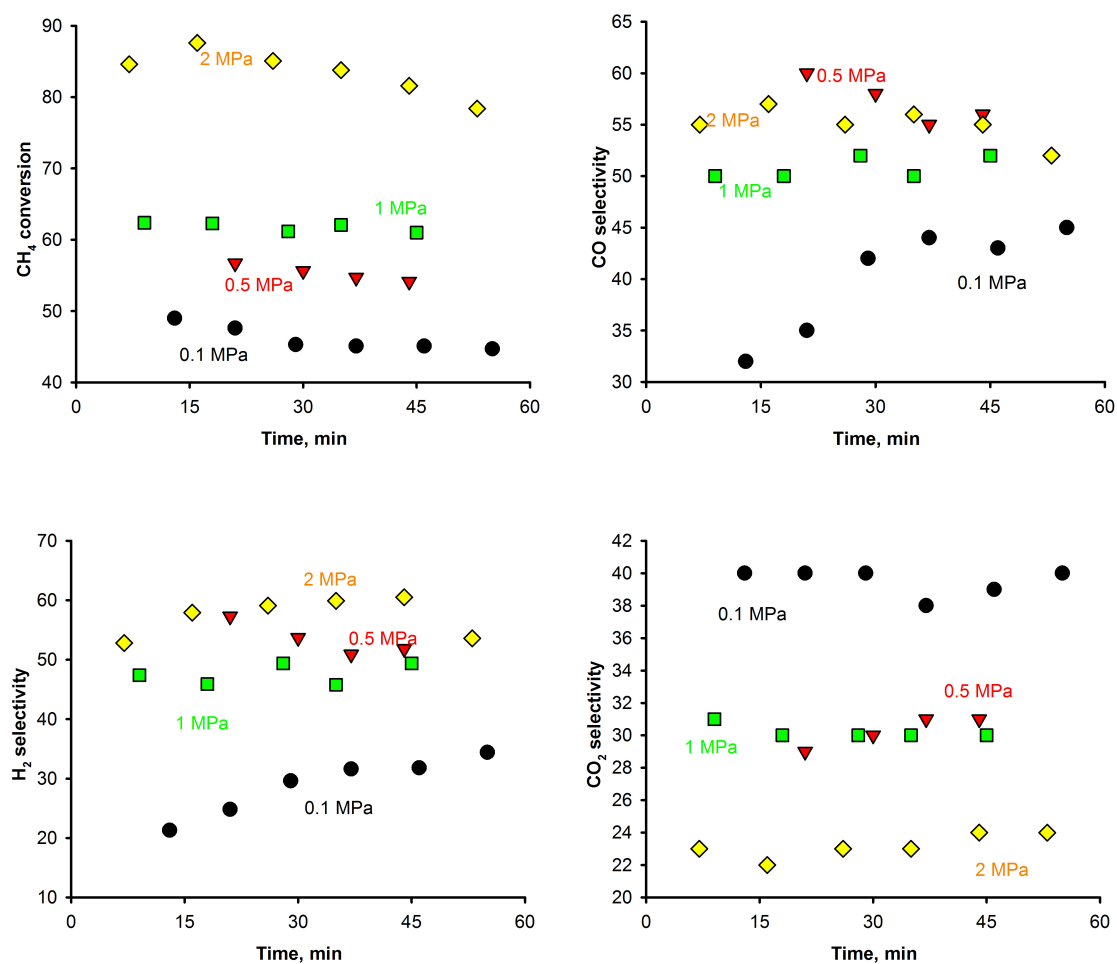 90
80
70
60
50
40
CH₄ conversion
2 MPa
1 MPa
0.5 MPa
0.1 MPa
0 15 30 45 60
Time, min
65
60
55
50
45
40
35
30
CO selectivity
0.5 MPa
2 MPa
1 MPa
0.1 MPa
0 15 30 45 60
Time, min
70
60
50
40
30
20
10
H₂ selectivity
2 MPa
0.5 MPa
1 MPa
0.1 MPa
0 15 30 45 60
Time, min
42
40
38
36
34
32
30
28
26
24
22
20
CO₂ selectivity
0.1 MPa
0.5 MPa
1 MPa
2 MPa
0 15 30 45 60
Time, min